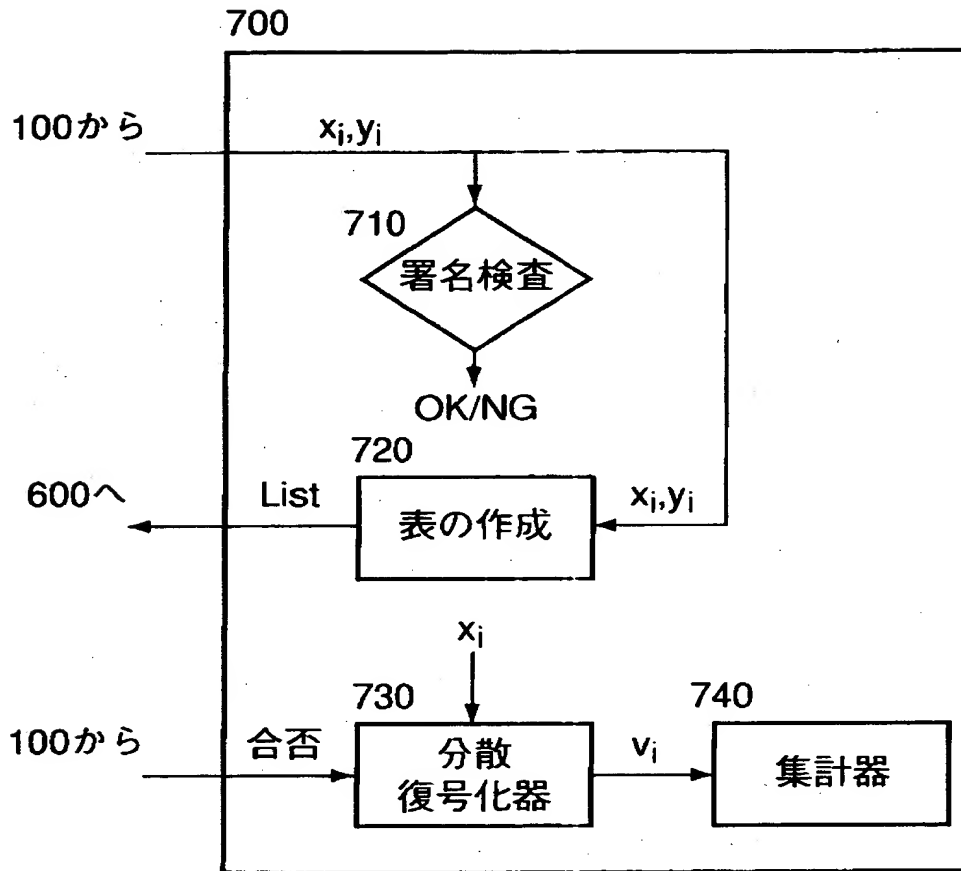 700
100から
xi,yi
710
署名検査
OK/NG
720
600へ
List
表の作成
xi,yi
xi
730
740
100から
合否
分散
復号化器
vi
集計器